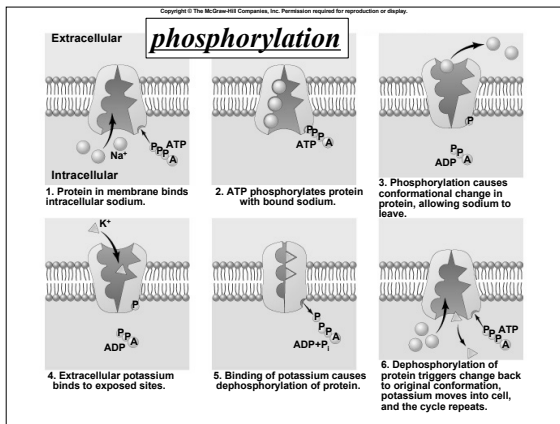 Copyright © The McGraw-Hill Companies, Inc. Permission required for reproduction or display.
phosphorylation
Extracellular
Na⁺
P P P A
ATP
Intracellular
1. Protein in membrane binds
intracellular sodium.
P P P A
ATP
2. ATP phosphorylates protein
with bound sodium.
P
P P A
ADP
3. Phosphorylation causes
conformational change in
protein, allowing sodium to
leave.
K⁺
P
P P A
ADP
4. Extracellular potassium
binds to exposed sites.
P
P P A
ADP+Pi
5. Binding of potassium causes
dephosphorylation of protein.
P P P A
ATP
6. Dephosphorylation of
protein triggers change back
to original conformation,
potassium moves into cell,
and the cycle repeats.